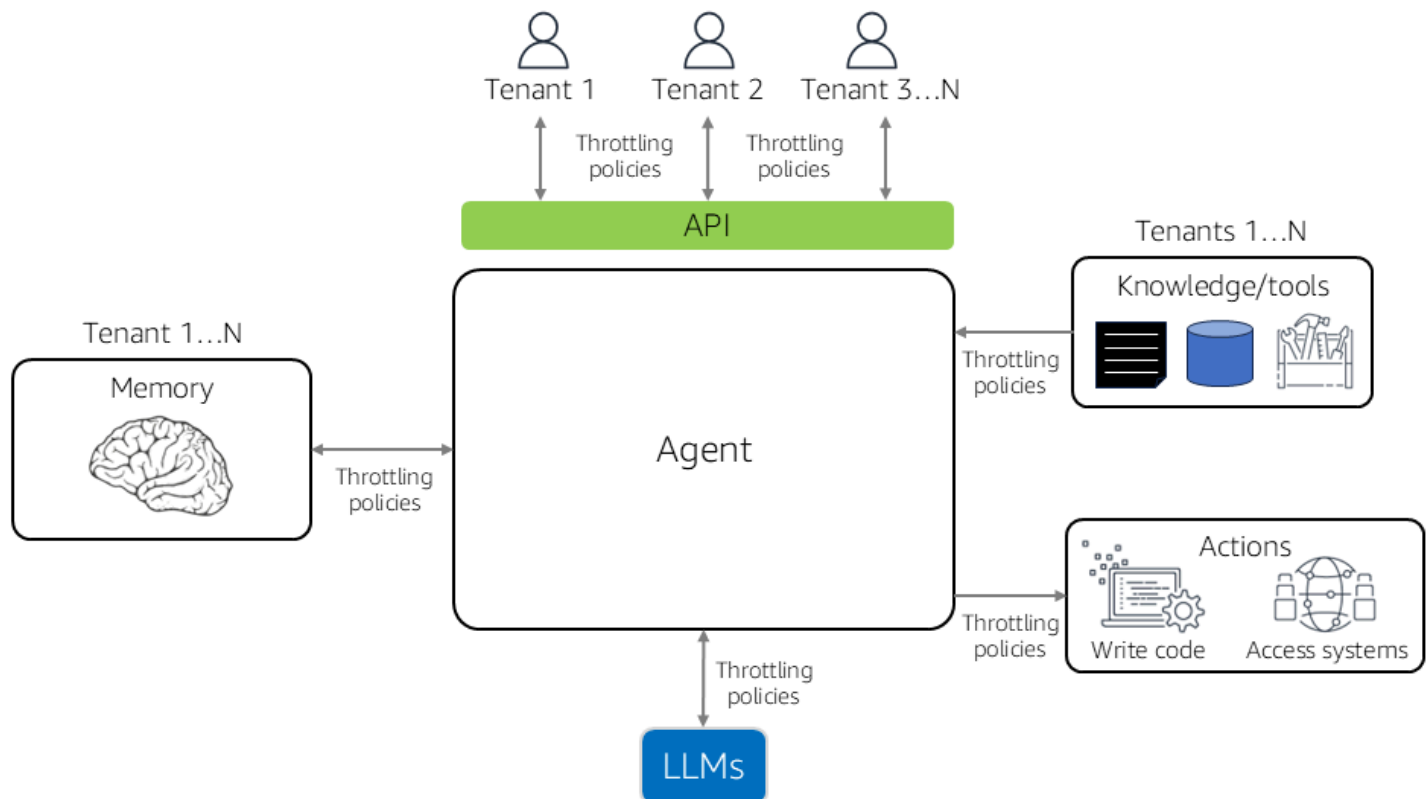 Tenant 1
Tenant 2
Tenant 3...N
Throttling
policies
Throttling
policies
API
Tenants 1...N
Knowledge/tools
Throttling
policies
Tenant 1...N
Memory
Throttling
policies
Agent
Actions
Write code
Access systems
Throttling
policies
Throttling
policies
LLMs